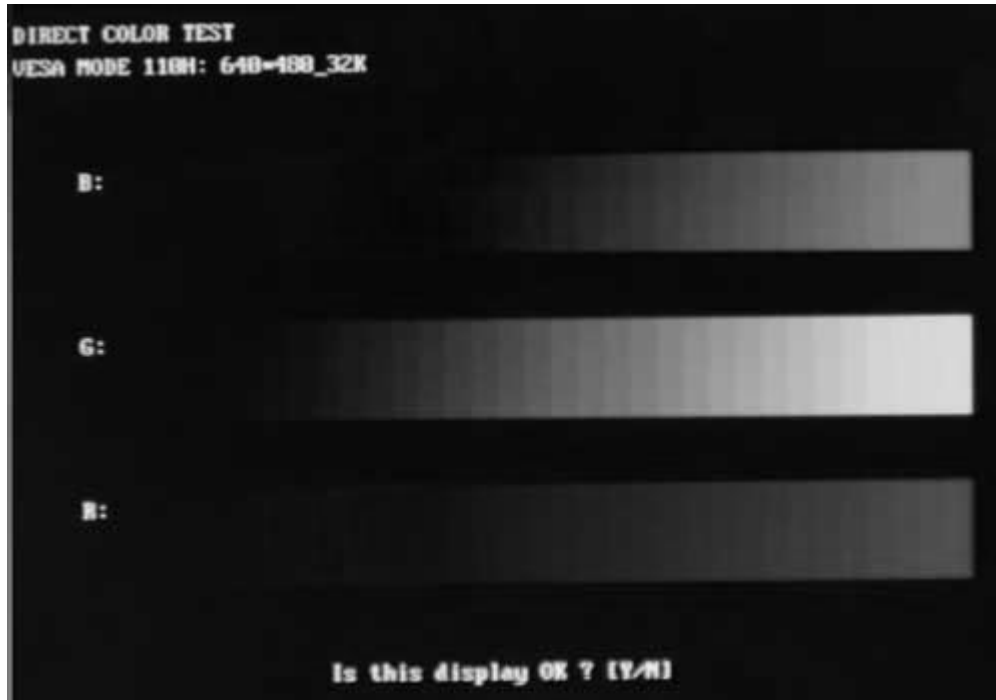 DIRECT COLOR TEST
VESA MODE 110H: 640*480_32K
B:
G:
R:
Is this display OK ? [Y/N]